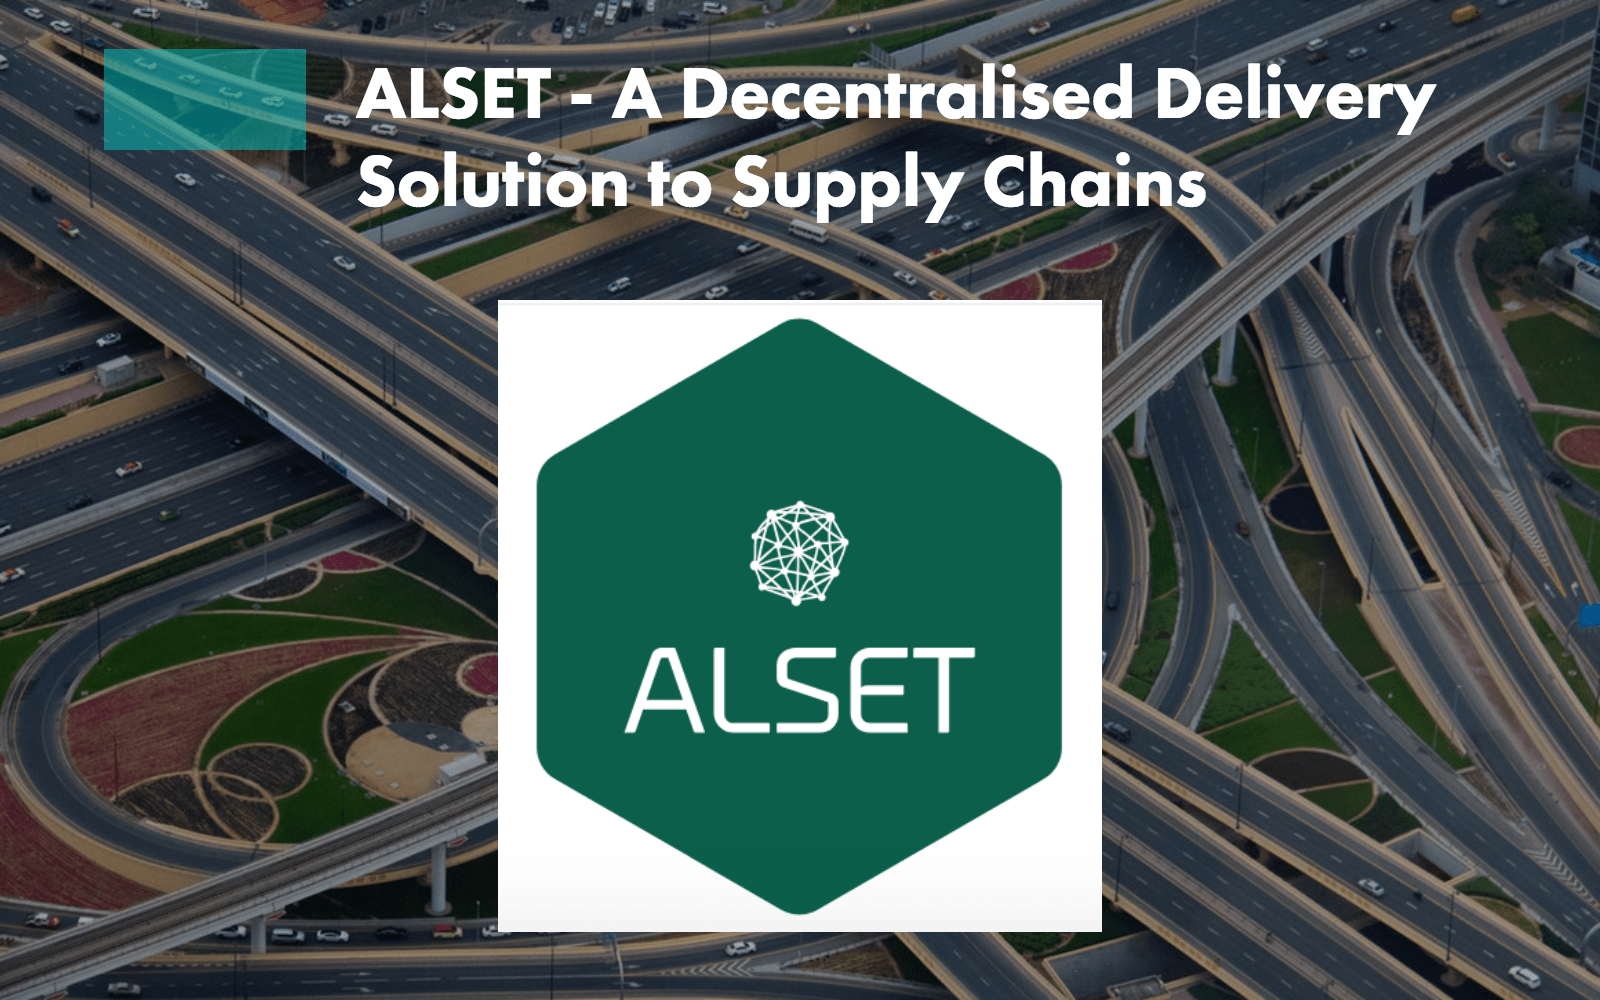 ALSET - A Decentralised Delivery
Solution to Supply Chains
ALSET